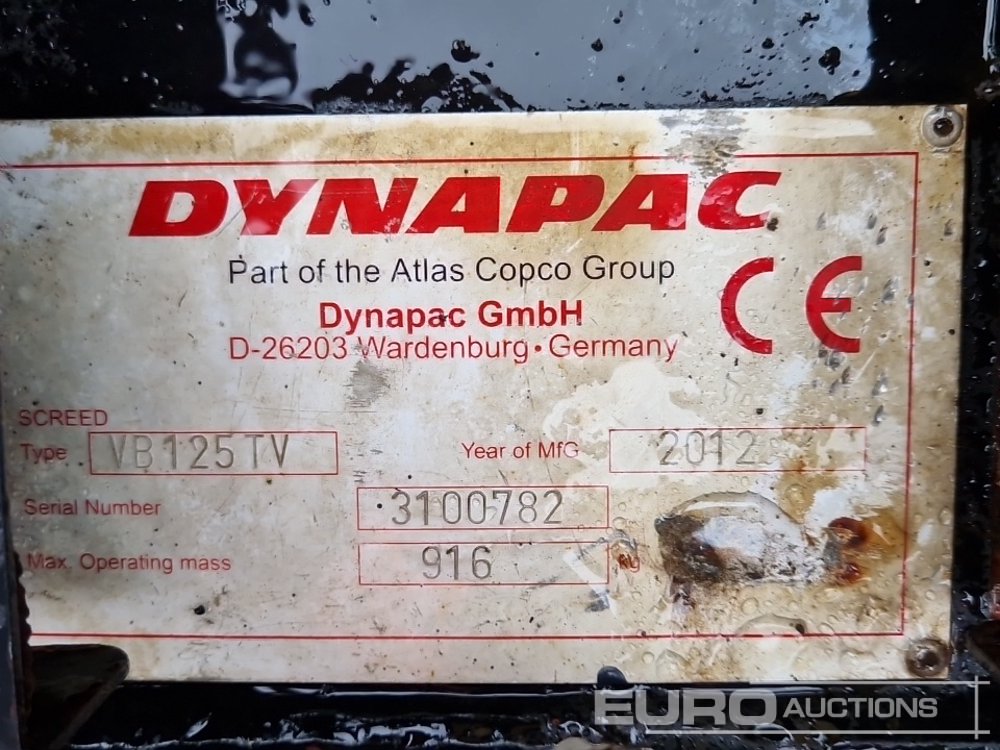 DYNAPAC
Part of the Atlas Copco Group
Dynapac GmbH
D-26203 Wardenburg • Germany
CE
SCREED
Type VB125TV Year of MfG 2012
Serial Number 3100782
Max. Operating mass 916 kg
EURO AUCTIONS